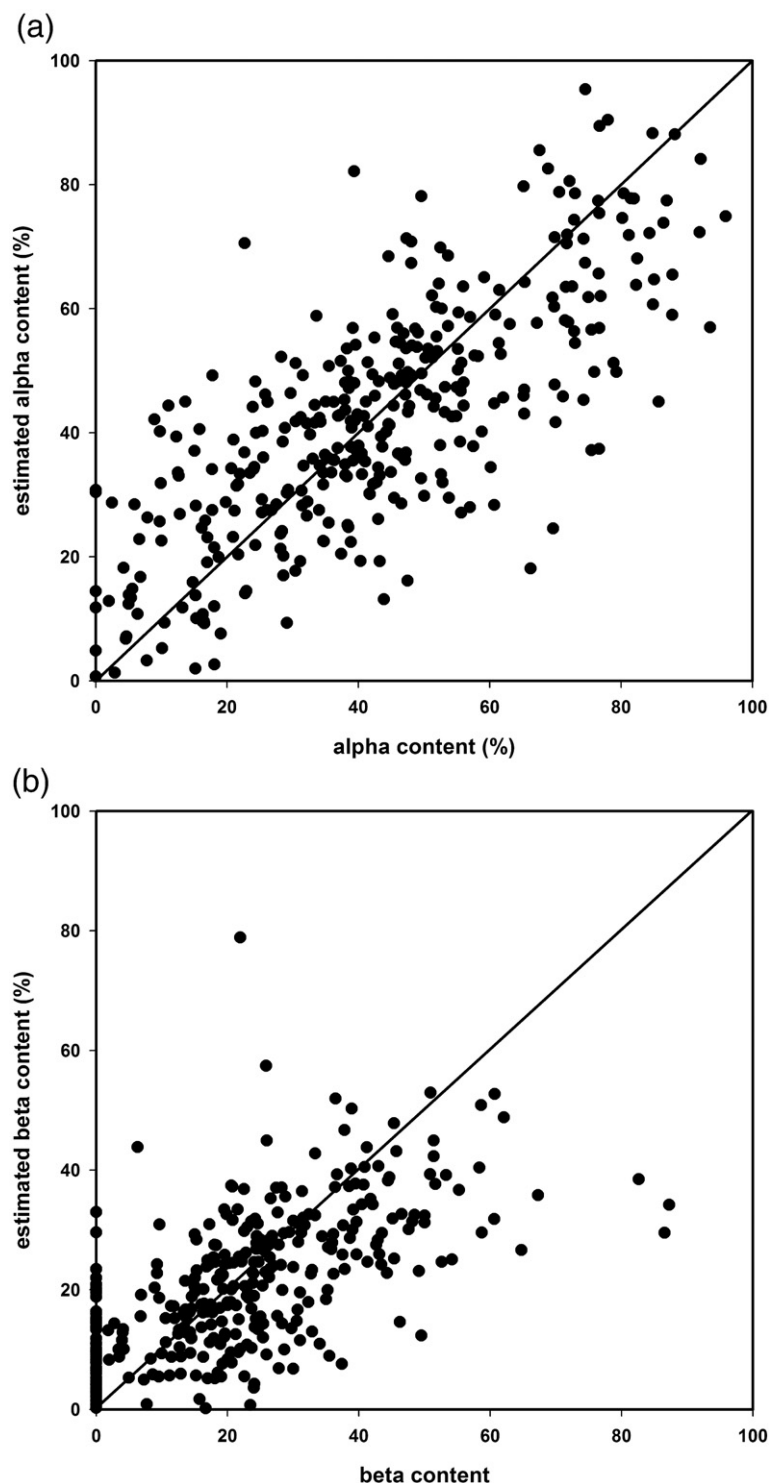 (a)
100
80
60
40
20
0
estimated alpha content (%)
0 20 40 60 80 100
alpha content (%)
(b)
100
80
60
40
20
0
estimated beta content (%)
0 20 40 60 80 100
beta content